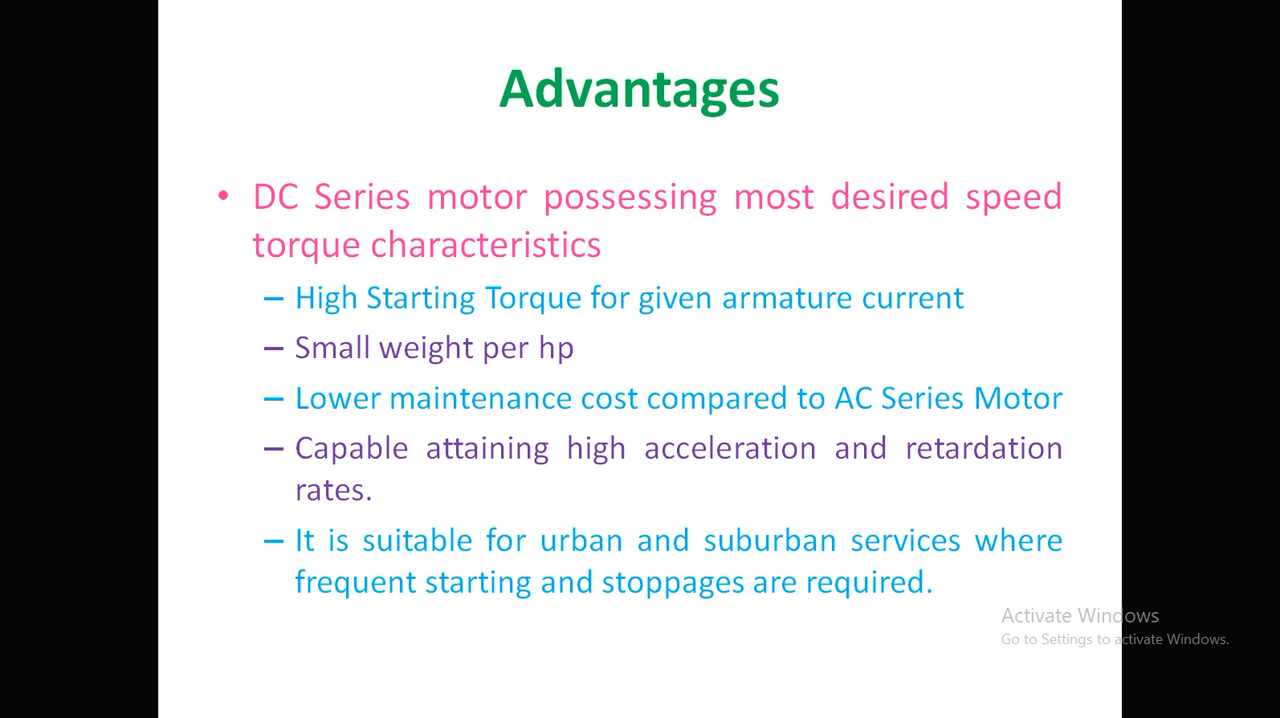 Advantages
• DC Series motor possessing most desired speed
torque characteristics
– High Starting Torque for given armature current
– Small weight per hp
– Lower maintenance cost compared to AC Series Motor
– Capable attaining high acceleration and retardation
rates.
– It is suitable for urban and suburban services where
frequent starting and stoppages are required.
Activate Windows
Go to Settings to activate Windows.